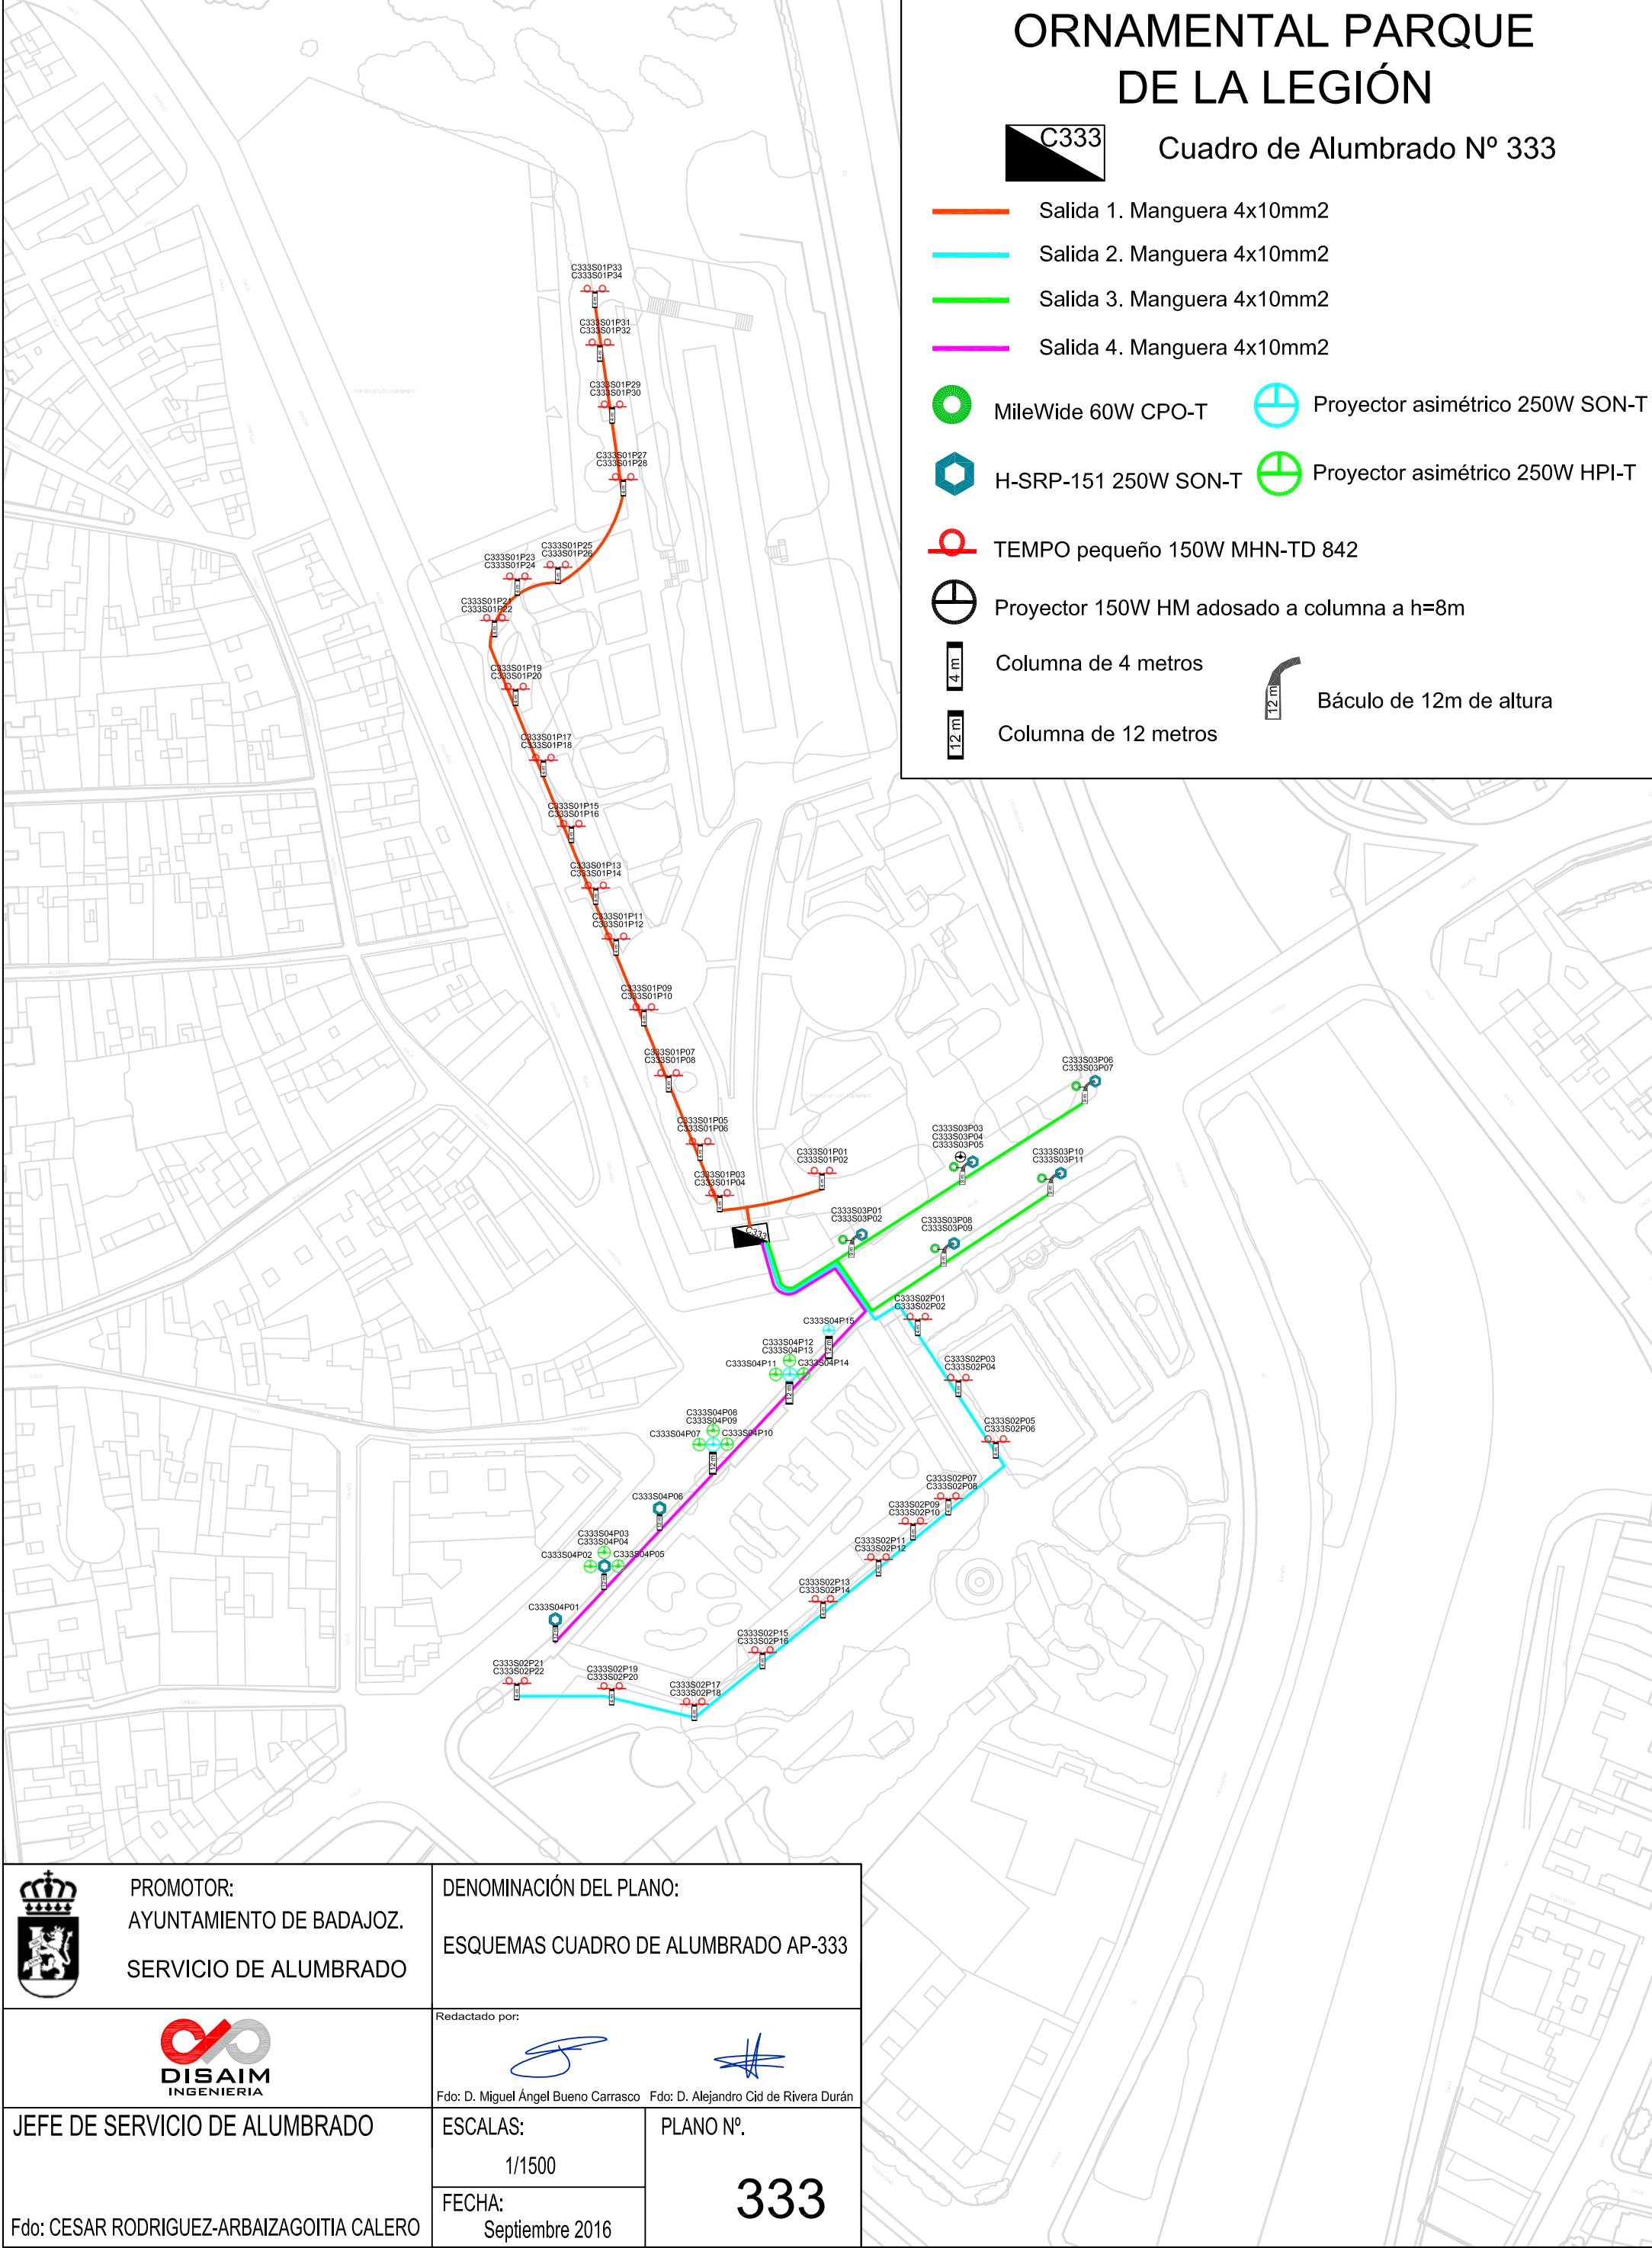 ORNAMENTAL PARQUE
DE LA LEGIÓN
C333
Cuadro de Alumbrado Nº 333
Salida 1. Manguera 4x10mm2
Salida 2. Manguera 4x10mm2
Salida 3. Manguera 4x10mm2
Salida 4. Manguera 4x10mm2
MileWide 60W CPO-T
Proyector asimétrico 250W SON-T
H-SRP-151 250W SON-T
Proyector asimétrico 250W HPI-T
TEMPO pequeño 150W MHN-TD 842
Proyector 150W HM adosado a columna a h=8m
4 m
Columna de 4 metros
12 m
Báculo de 12m de altura
12 m
Columna de 12 metros
C333S01P33
C333S01P34
C333S01P31
C333S01P32
C333S01P29
C333S01P30
C333S01P27
C333S01P28
C333S01P25
C333S01P26
C333S01P23
C333S01P24
C333S01P21
C333S01P22
C333S01P19
C333S01P20
C333S01P17
C333S01P18
C333S01P15
C333S01P16
C333S01P13
C333S01P14
C333S01P11
C333S01P12
C333S01P09
C333S01P10
C333S01P07
C333S01P08
C333S01P05
C333S01P06
C333S01P03
C333S01P04
C333S01P01
C333S01P02
C333
C333S03P06
C333S03P07
C333S03P03
C333S03P04
C333S03P05
C333S03P10
C333S03P11
C333S03P01
C333S03P02
C333S03P08
C333S03P09
C333S02P01
C333S02P02
C333S02P03
C333S02P04
C333S02P05
C333S02P06
C333S02P07
C333S02P08
C333S02P09
C333S02P10
C333S02P11
C333S02P12
C333S02P13
C333S02P14
C333S02P15
C333S02P16
C333S02P17
C333S02P18
C333S02P19
C333S02P20
C333S02P21
C333S02P22
C333S04P15
C333S04P12
C333S04P13
C333S04P11
C333S04P14
C333S04P08
C333S04P09
C333S04P07
C333S04P10
C333S04P06
C333S04P03
C333S04P04
C333S04P02
C333S04P05
C333S04P01
PROMOTOR:
AYUNTAMIENTO DE BADAJOZ.
SERVICIO DE ALUMBRADO
DENOMINACIÓN DEL PLANO:
ESQUEMAS CUADRO DE ALUMBRADO AP-333
DISAIM
INGENIERIA
Redactado por:
Fdo: D. Miguel Ángel Bueno Carrasco
Fdo: D. Alejandro Cid de Rivera Durán
JEFE DE SERVICIO DE ALUMBRADO
Fdo: CESAR RODRIGUEZ-ARBAIZAGOITIA CALERO
ESCALAS:
1/1500
FECHA:
Septiembre 2016
PLANO Nº.
333